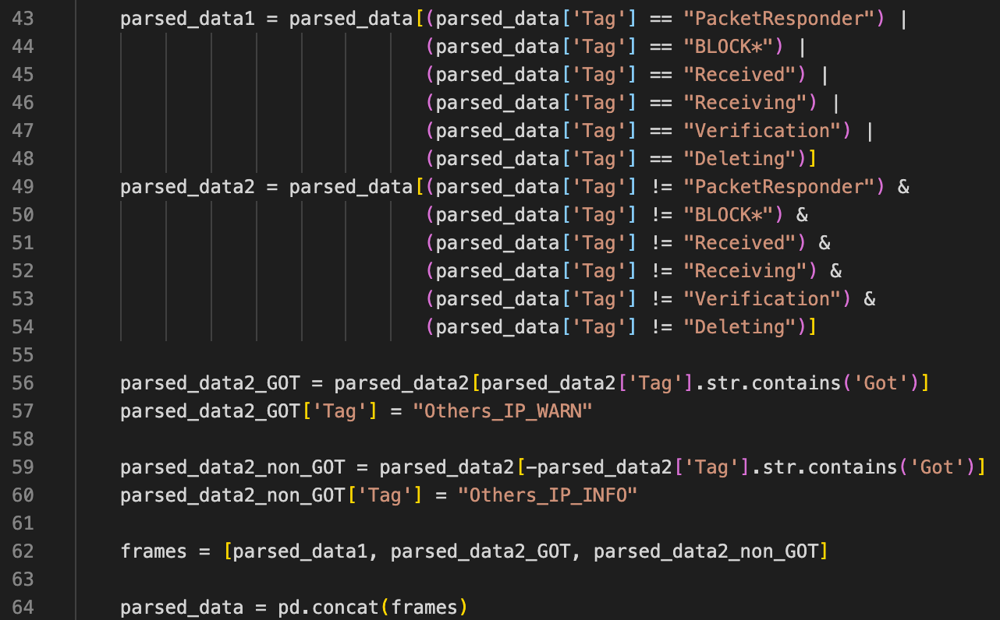 43 parsed_data1 = parsed_data[(parsed_data['Tag'] == "PacketResponder") |
44 (parsed_data['Tag'] == "BLOCK*") |
45 (parsed_data['Tag'] == "Received") |
46 (parsed_data['Tag'] == "Receiving") |
47 (parsed_data['Tag'] == "Verification") |
48 (parsed_data['Tag'] == "Deleting")]
49 parsed_data2 = parsed_data[(parsed_data['Tag'] != "PacketResponder") &
50 (parsed_data['Tag'] != "BLOCK*") &
51 (parsed_data['Tag'] != "Received") &
52 (parsed_data['Tag'] != "Receiving") &
53 (parsed_data['Tag'] != "Verification") &
54 (parsed_data['Tag'] != "Deleting")]
55
56 parsed_data2_GOT = parsed_data2[parsed_data2['Tag'].str.contains('Got')]
57 parsed_data2_GOT['Tag'] = "Others_IP_WARN"
58
59 parsed_data2_non_GOT = parsed_data2[-parsed_data2['Tag'].str.contains('Got')]
60 parsed_data2_non_GOT['Tag'] = "Others_IP_INFO"
61
62 frames = [parsed_data1, parsed_data2_GOT, parsed_data2_non_GOT]
63
64 parsed_data = pd.concat(frames)